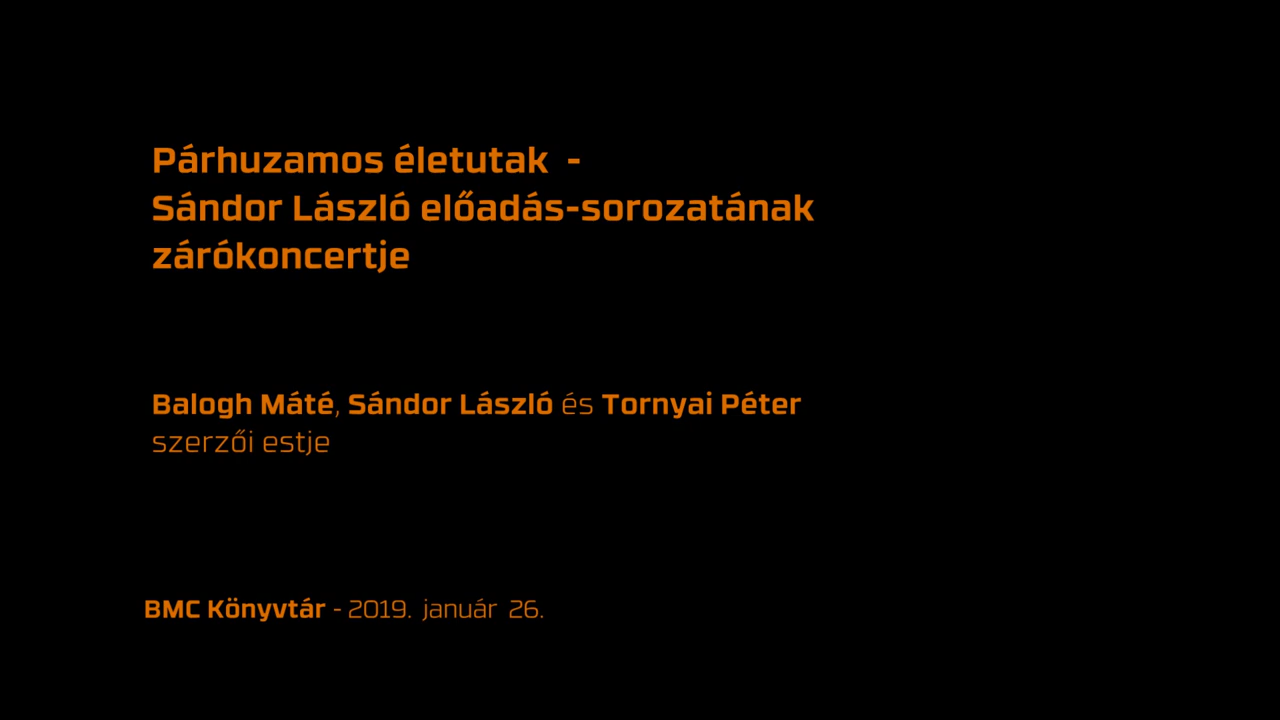 Párhuzamos életutak -
Sándor László előadás-sorozatának
zárókoncertje
Balogh Máté, Sándor László és Tornyai Péter
szerzői estje
BMC Könyvtár - 2019. január 26.